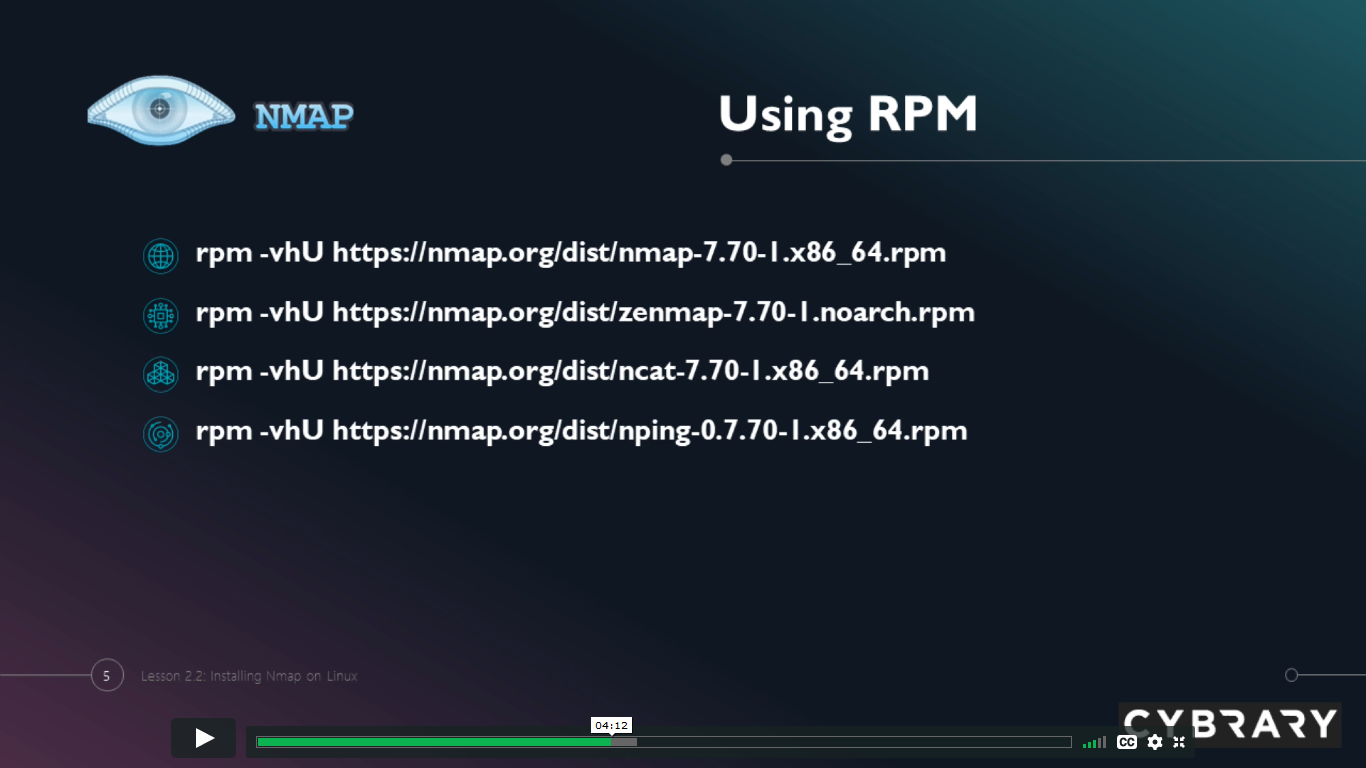 NMAP
Using RPM
rpm -vhU https://nmap.org/dist/nmap-7.70-1.x86_64.rpm
rpm -vhU https://nmap.org/dist/zenmap-7.70-1.noarch.rpm
rpm -vhU https://nmap.org/dist/ncat-7.70-1.x86_64.rpm
rpm -vhU https://nmap.org/dist/nping-0.7.70-1.x86_64.rpm
5 Lesson 2.2: Installing Nmap on Linux
CYBRARY
04:12
CC